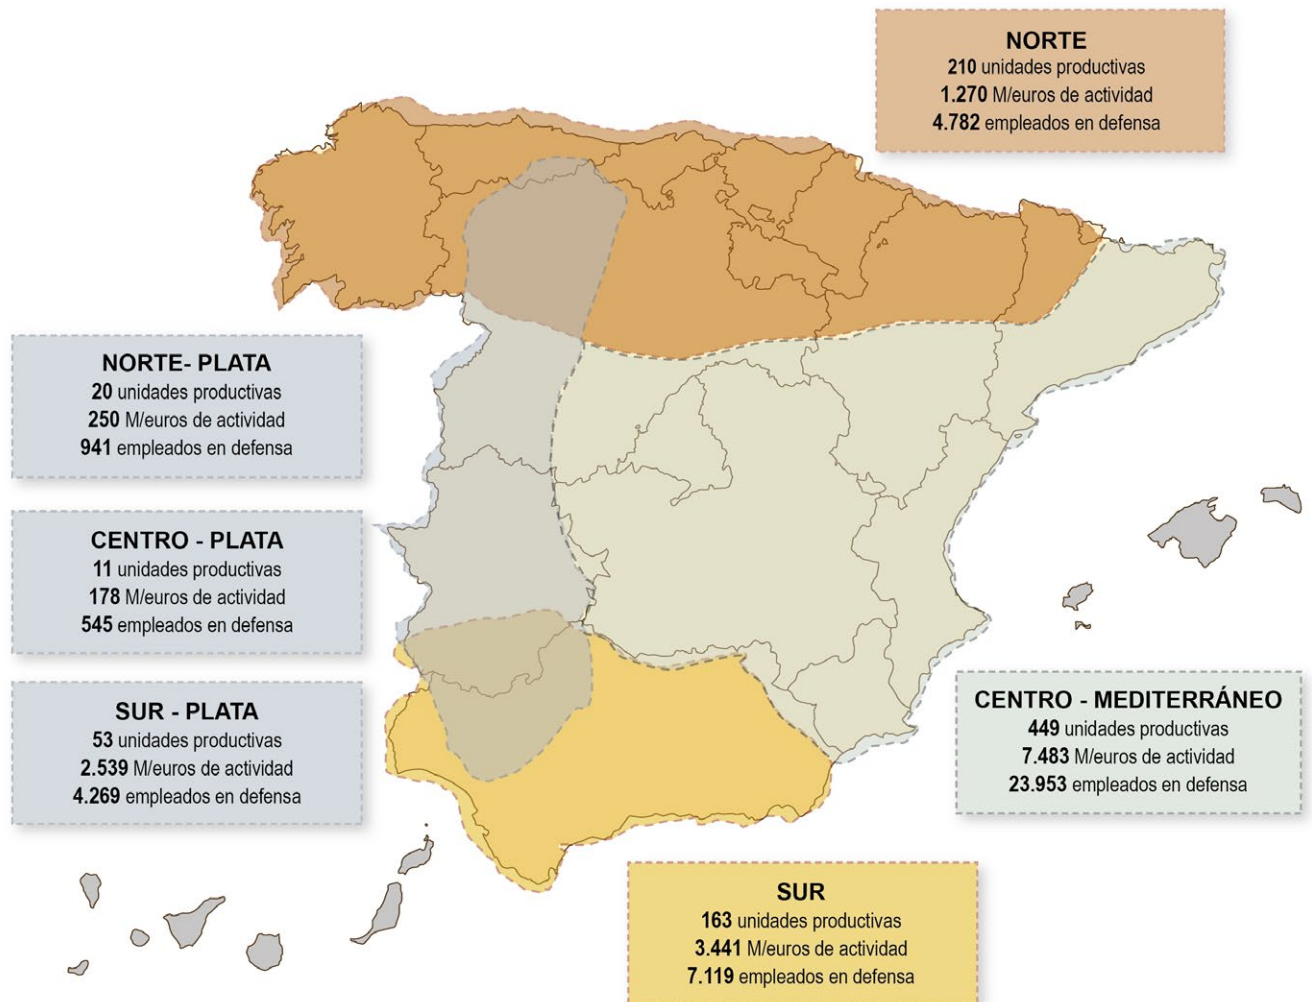 NORTE
210 unidades productivas
1.270 M/euros de actividad
4.782 empleados en defensa
NORTE- PLATA
20 unidades productivas
250 M/euros de actividad
941 empleados en defensa
CENTRO - PLATA
11 unidades productivas
178 M/euros de actividad
545 empleados en defensa
SUR - PLATA
53 unidades productivas
2.539 M/euros de actividad
4.269 empleados en defensa
CENTRO - MEDITERRÁNEO
449 unidades productivas
7.483 M/euros de actividad
23.953 empleados en defensa
SUR
163 unidades productivas
3.441 M/euros de actividad
7.119 empleados en defensa